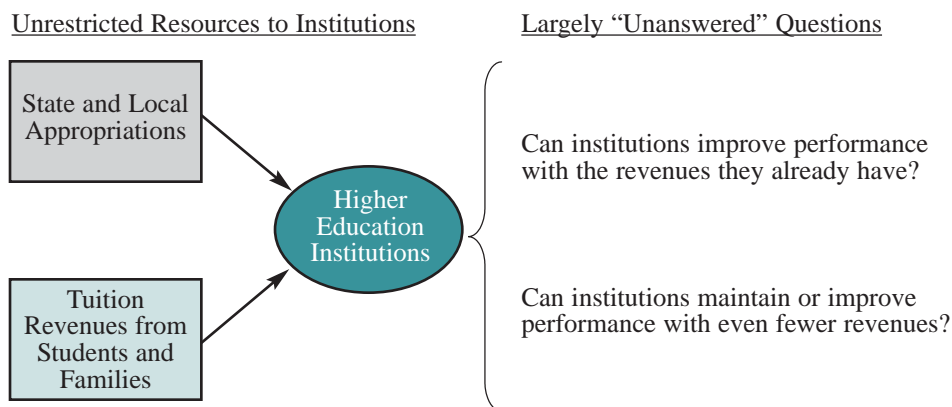 Unrestricted Resources to Institutions
Largely “Unanswered” Questions
State and Local
Appropriations
Higher
Education
Institutions
Tuition
Revenues from
Students and
Families
Can institutions improve performance
with the revenues they already have?
Can institutions maintain or improve
performance with even fewer revenues?